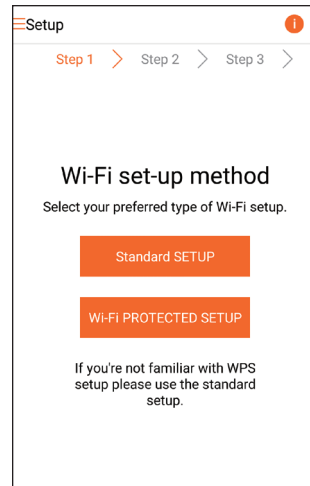 Setup
i
Step 1 Step 2 Step 3
Wi-Fi set-up method
Select your preferred type of Wi-Fi setup.
Standard SETUP
Wi-Fi PROTECTED SETUP
If you're not familiar with WPS
setup please use the standard
setup.